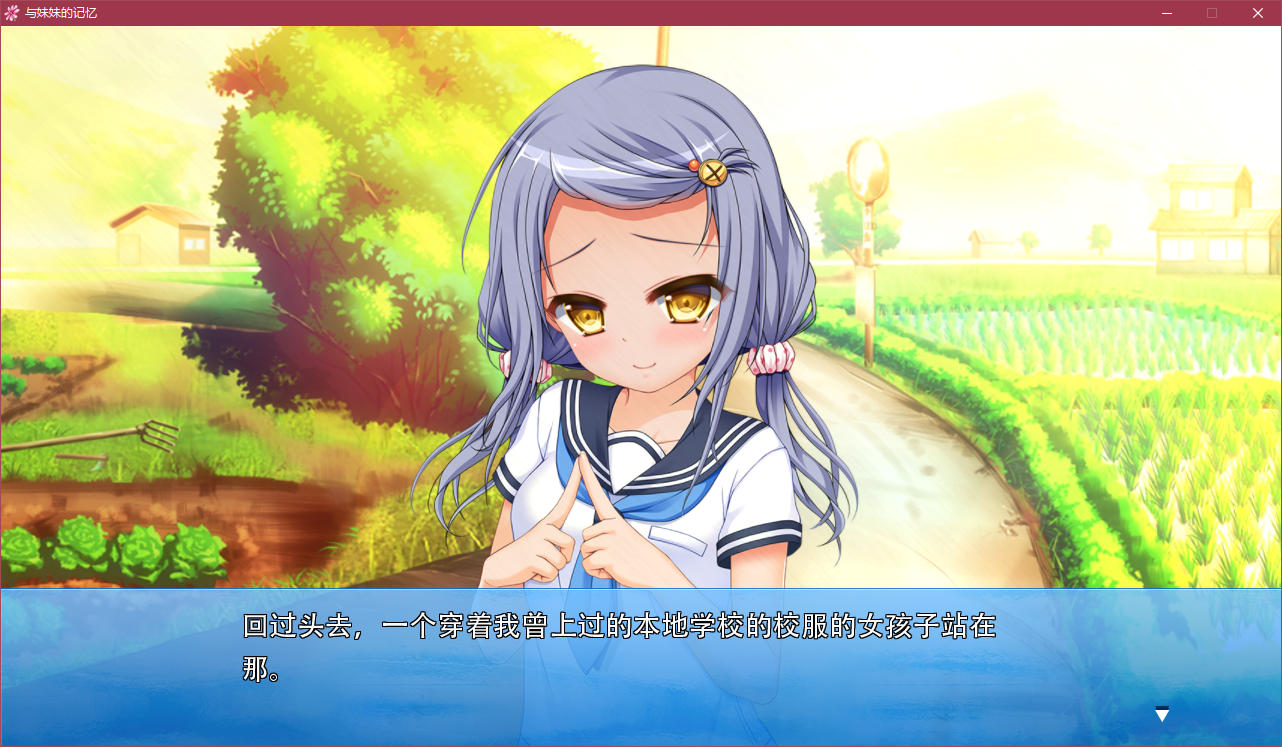 与妹妹的记忆
回过头去，一个穿着我曾上过的本地学校的校服的女孩子站在
那。